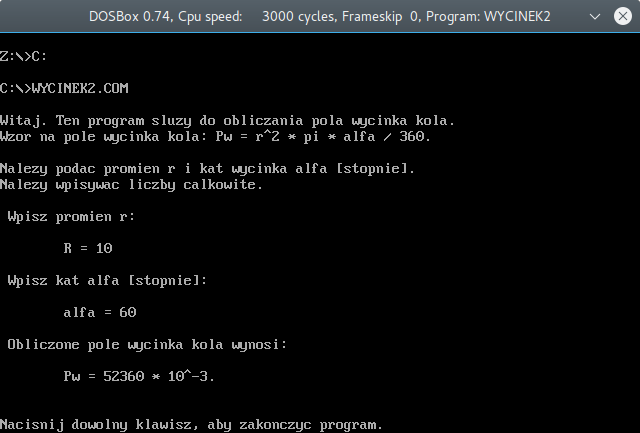 DOSBox 0.74, Cpu speed:    3000 cycles, Frameskip  0, Program: WYCINEK2
Z:\>C:
C:\>WYCINEK2.COM
Witaj. Ten program sluzy do obliczania pola wycinka kola.
Wzor na pole wycinka kola: Pw = r^2 * pi * alfa / 360.
Nalezy podac promien r i kat wycinka alfa [stopnie].
Nalezy wpisywac liczby calkowite.
Wpisz promien r:
R = 10
Wpisz kat alfa [stopnie]:
alfa = 60
Obliczone pole wycinka kola wynosi:
Pw = 52360 * 10^-3.
Nacisnij dowolny klawisz, aby zakonczyc program.